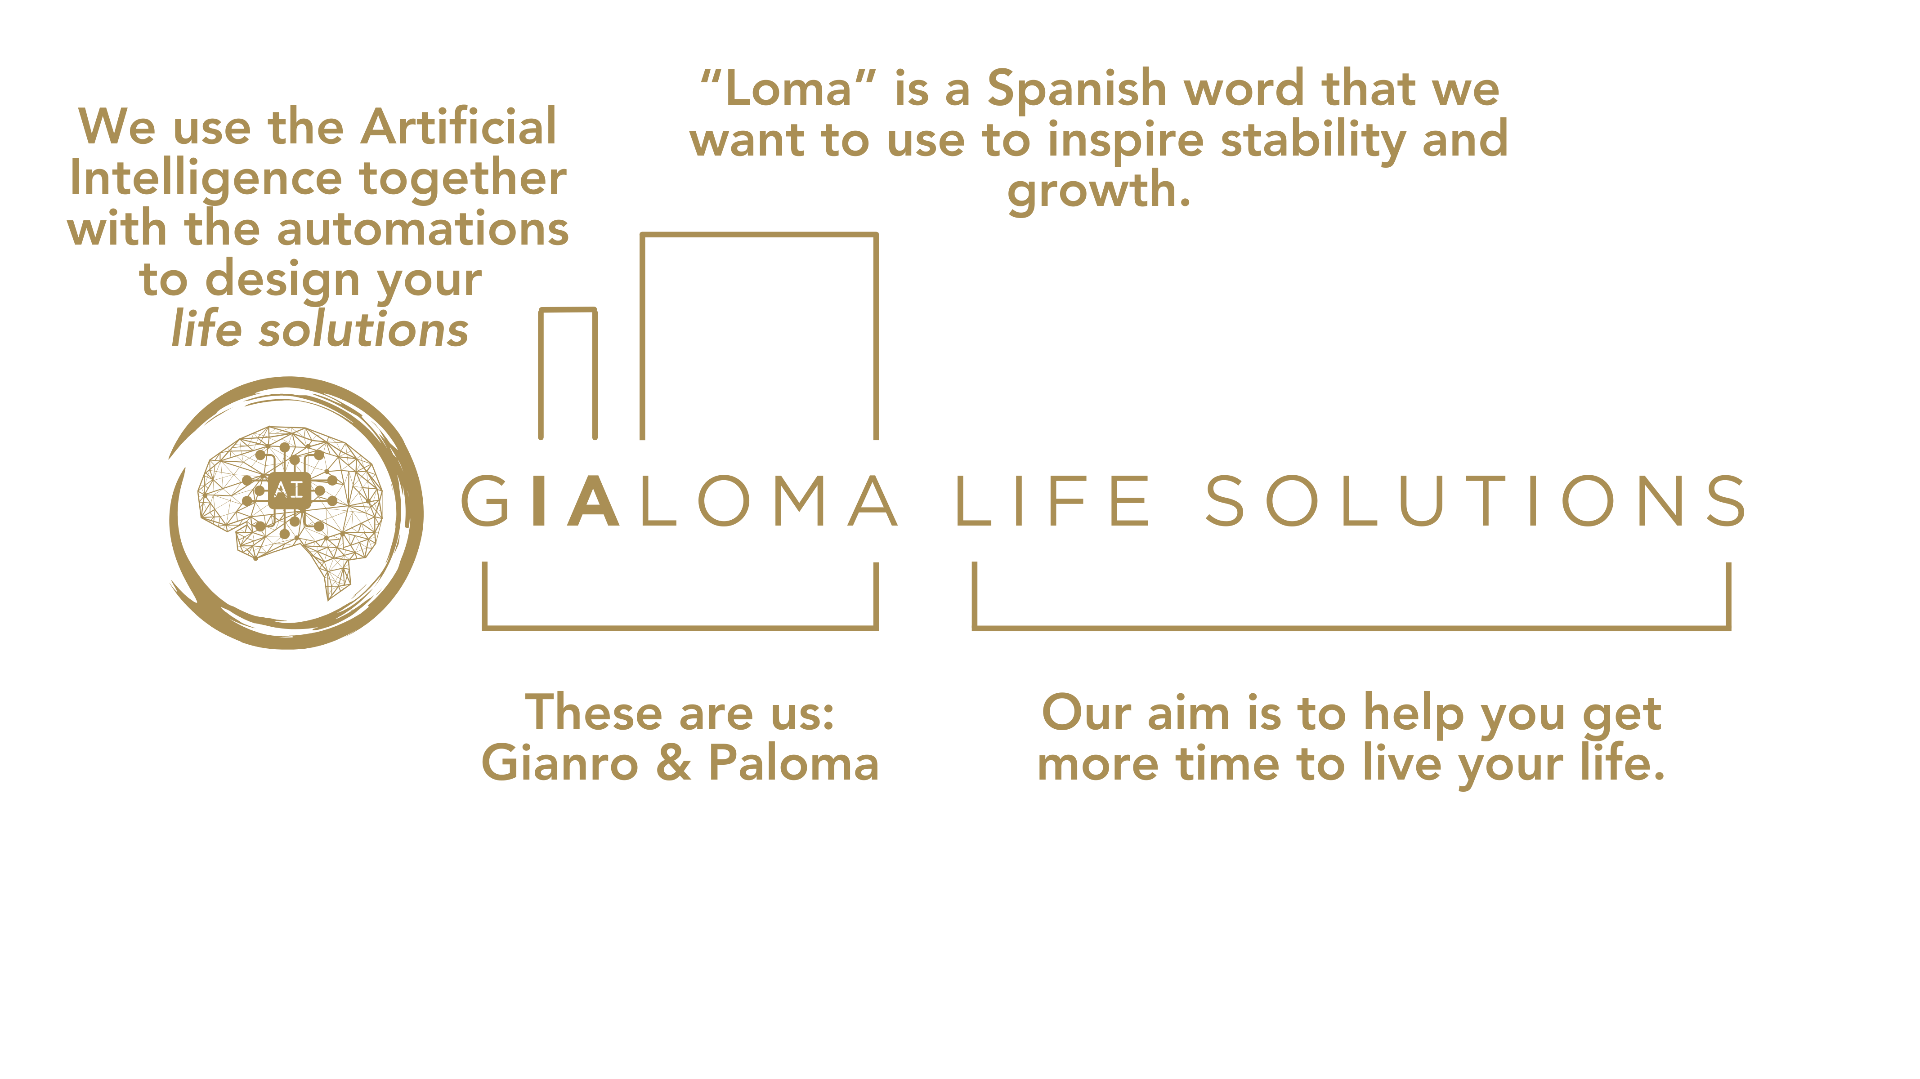 We use the Artificial
Intelligence together
with the automations
to design your
life solutions
“Loma” is a Spanish word that we
want to use to inspire stability and
growth.
AI
GIALOMA LIFE SOLUTIONS
These are us:
Gianro & Paloma
Our aim is to help you get
more time to live your life.